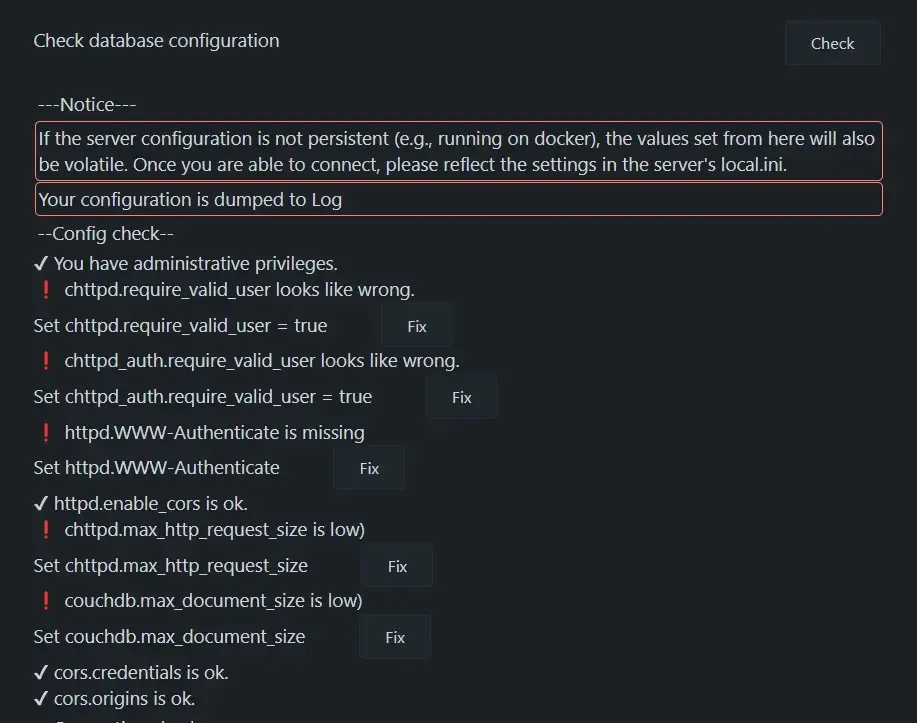 Check database configuration
Check
---Notice---
If the server configuration is not persistent (e.g., running on docker), the values set from here will also
be volatile. Once you are able to connect, please reflect the settings in the server's local.ini.
Your configuration is dumped to Log
--Config check--
✔ You have administrative privileges.
❗ chttpd.require_valid_user looks like wrong.
Set chttpd.require_valid_user = true
Fix
❗ chttpd_auth.require_valid_user looks like wrong.
Set chttpd_auth.require_valid_user = true
Fix
❗ httpd.WWW-Authenticate is missing
Set httpd.WWW-Authenticate
Fix
✔ httpd.enable_cors is ok.
❗ chttpd.max_http_request_size is low)
Set chttpd.max_http_request_size
Fix
❗ couchdb.max_document_size is low)
Set couchdb.max_document_size
Fix
✔ cors.credentials is ok.
✔ cors.origins is ok.